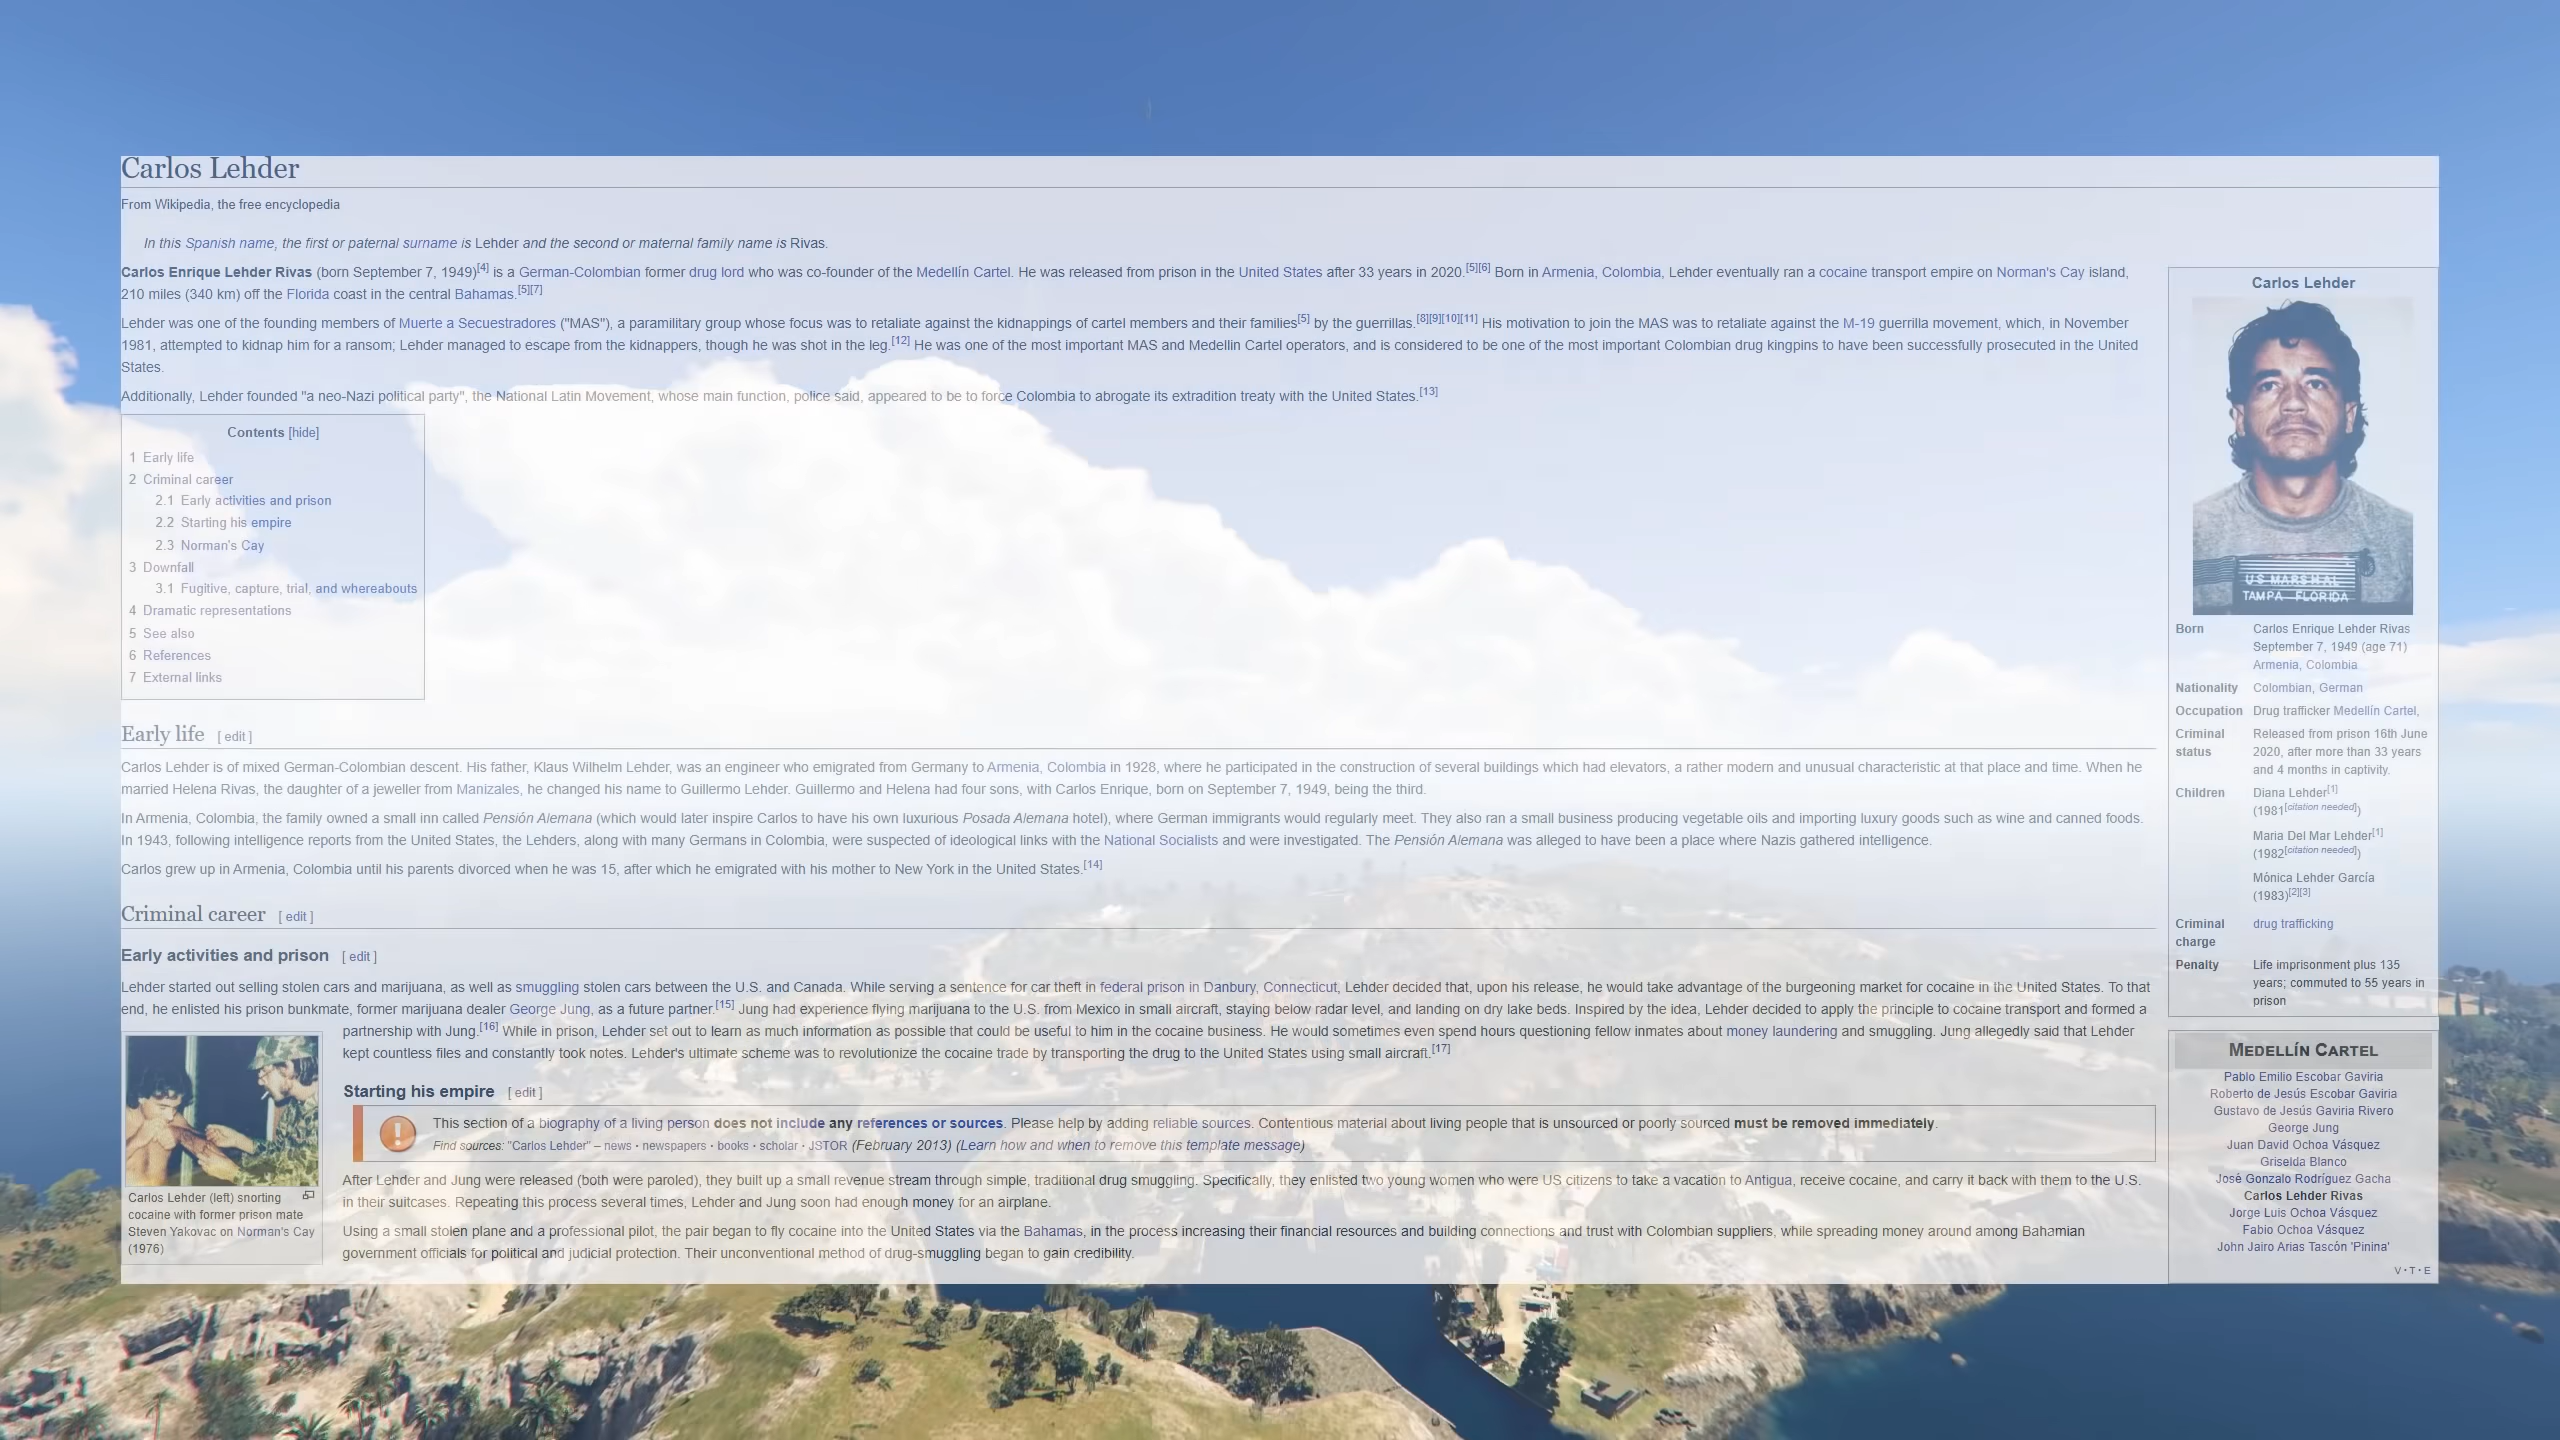 Carlos Lehder
From Wikipedia, the free encyclopedia
In this Spanish name, the first or paternal surname is Lehder and the second or maternal family name is Rivas.
Carlos Enrique Lehder Rivas (born September 7, 1949)[4] is a German-Colombian former drug lord who was co-founder of the Medellín Cartel. He was released from prison in the United States after 33 years in 2020.[5][6] Born in Armenia, Colombia, Lehder eventually ran a cocaine transport empire on Norman's Cay island,
210 miles (340 km) off the Florida coast in the central Bahamas.[5][7]
Lehder was one of the founding members of Muerte a Secuestradores ("MAS"), a paramilitary group whose focus was to retaliate against the kidnappings of cartel members and their families[5] by the guerrillas.[8][9][10][11] His motivation to join the MAS was to retaliate against the M-19 guerrilla movement, which, in November
1981, attempted to kidnap him for a ransom; Lehder managed to escape from the kidnappers, though he was shot in the leg.[12] He was one of the most important MAS and Medellin Cartel operators, and is considered to be one of the most important Colombian drug kingpins to have been successfully prosecuted in the United
States.
Additionally, Lehder founded "a neo-Nazi political party", the National Latin Movement, whose main function, police said, appeared to be to force Colombia to abrogate its extradition treaty with the United States.[13]
Contents [hide]
1 Early life
2 Criminal career
2.1 Early activities and prison
2.2 Starting his empire
2.3 Norman's Cay
3 Downfall
3.1 Fugitive, capture, trial, and whereabouts
4 Dramatic representations
5 See also
6 References
7 External links
Early life [ edit ]
Carlos Lehder is of mixed German-Colombian descent. His father, Klaus Wilhelm Lehder, was an engineer who emigrated from Germany to Armenia, Colombia in 1928, where he participated in the construction of several buildings which had elevators, a rather modern and unusual characteristic at that place and time. When he
married Helena Rivas, the daughter of a jeweller from Manizales, he changed his name to Guillermo Lehder. Guillermo and Helena had four sons, with Carlos Enrique, born on September 7, 1949, being the third.
In Armenia, Colombia, the family owned a small inn called Pensión Alemana (which would later inspire Carlos to have his own luxurious Posada Alemana hotel), where German immigrants would regularly meet. They also ran a small business producing vegetable oils and importing luxury goods such as wine and canned foods.
In 1943, following intelligence reports from the United States, the Lehders, along with many Germans in Colombia, were suspected of ideological links with the National Socialists and were investigated. The Pensión Alemana was alleged to have been a place where Nazis gathered intelligence.
Carlos grew up in Armenia, Colombia until his parents divorced when he was 15, after which he emigrated with his mother to New York in the United States.[14]
Criminal career [ edit ]
Early activities and prison [ edit ]
Lehder started out selling stolen cars and marijuana, as well as smuggling stolen cars between the U.S. and Canada. While serving a sentence for car theft in federal prison in Danbury, Connecticut, Lehder decided that, upon his release, he would take advantage of the burgeoning market for cocaine in the United States. To that
end, he enlisted his prison bunkmate, former marijuana dealer George Jung, as a future partner.[15] Jung had experience flying marijuana to the U.S. from Mexico in small aircraft, staying below radar level, and landing on dry lake beds. Inspired by the idea, Lehder decided to apply the principle to cocaine transport and formed a
partnership with Jung.[16] While in prison, Lehder set out to learn as much information as possible that could be useful to him in the cocaine business. He would sometimes even spend hours questioning fellow inmates about money laundering and smuggling. Jung allegedly said that Lehder
kept countless files and constantly took notes. Lehder's ultimate scheme was to revolutionize the cocaine trade by transporting the drug to the United States using small aircraft.[17]
Carlos Lehder (left) snorting
cocaine with former prison mate
Steven Yakovac on Norman's Cay
(1976)
Starting his empire [ edit ]
This section of a biography of a living person does not include any references or sources. Please help by adding reliable sources. Contentious material about living people that is unsourced or poorly sourced must be removed immediately.
Find sources: "Carlos Lehder" – news · newspapers · books · scholar · JSTOR (February 2013) (Learn how and when to remove this template message)
After Lehder and Jung were released (both were paroled), they built up a small revenue stream through simple, traditional drug smuggling. Specifically, they enlisted two young women who were US citizens to take a vacation to Antigua, receive cocaine, and carry it back with them to the U.S.
in their suitcases. Repeating this process several times, Lehder and Jung soon had enough money for an airplane.
Using a small stolen plane and a professional pilot, the pair began to fly cocaine into the United States via the Bahamas, in the process increasing their financial resources and building connections and trust with Colombian suppliers, while spreading money around among Bahamian
government officials for political and judicial protection. Their unconventional method of drug-smuggling began to gain credibility.
Carlos Lehder
US MARSHAL
TAMPA FLORIDA
Born Carlos Enrique Lehder Rivas
September 7, 1949 (age 71)
Armenia, Colombia
Nationality Colombian, German
Occupation Drug trafficker Medellín Cartel,
Criminal status Released from prison 16th June
2020, after more than 33 years
and 4 months in captivity.
Children Diana Lehder[1]
(1981[citation needed])
Maria Del Mar Lehder[1]
(1982[citation needed])
Mónica Lehder García
(1983)[2][3]
Criminal charge drug trafficking
Penalty Life imprisonment plus 135
years; commuted to 55 years in
prison
MEDELLÍN CARTEL
Pablo Emilio Escobar Gaviria
Roberto de Jesús Escobar Gaviria
Gustavo de Jesús Gaviria Rivero
George Jung
Juan David Ochoa Vásquez
Griselda Blanco
José Gonzalo Rodríguez Gacha
Carlos Lehder Rivas
Jorge Luis Ochoa Vásquez
Fabio Ochoa Vásquez
John Jairo Arias Tascón 'Pinina'
V · T · E